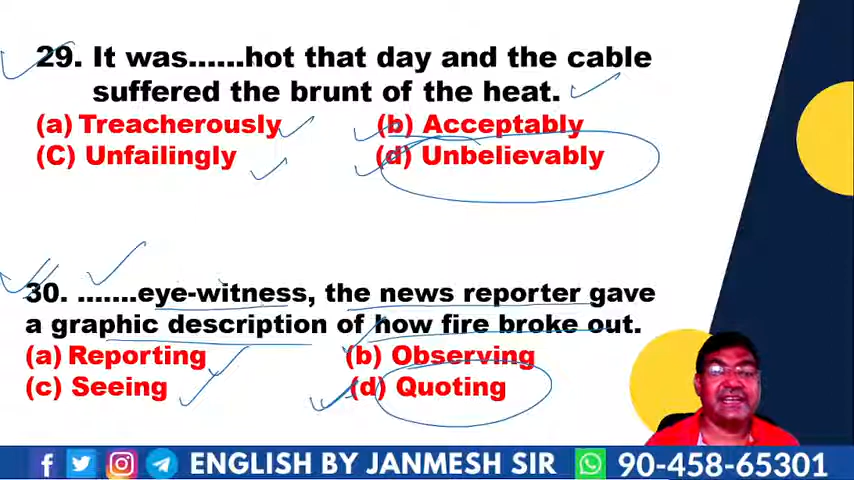 29. It was......hot that day and the cable
suffered the brunt of the heat.
(a) Treacherously (b) Acceptably
(C) Unfailingly (d) Unbelievably
30. .......eye-witness, the news reporter gave
a graphic description of how fire broke out.
(a) Reporting (b) Observing
(c) Seeing (d) Quoting
ENGLISH BY JANMESH SIR 90-458-65301